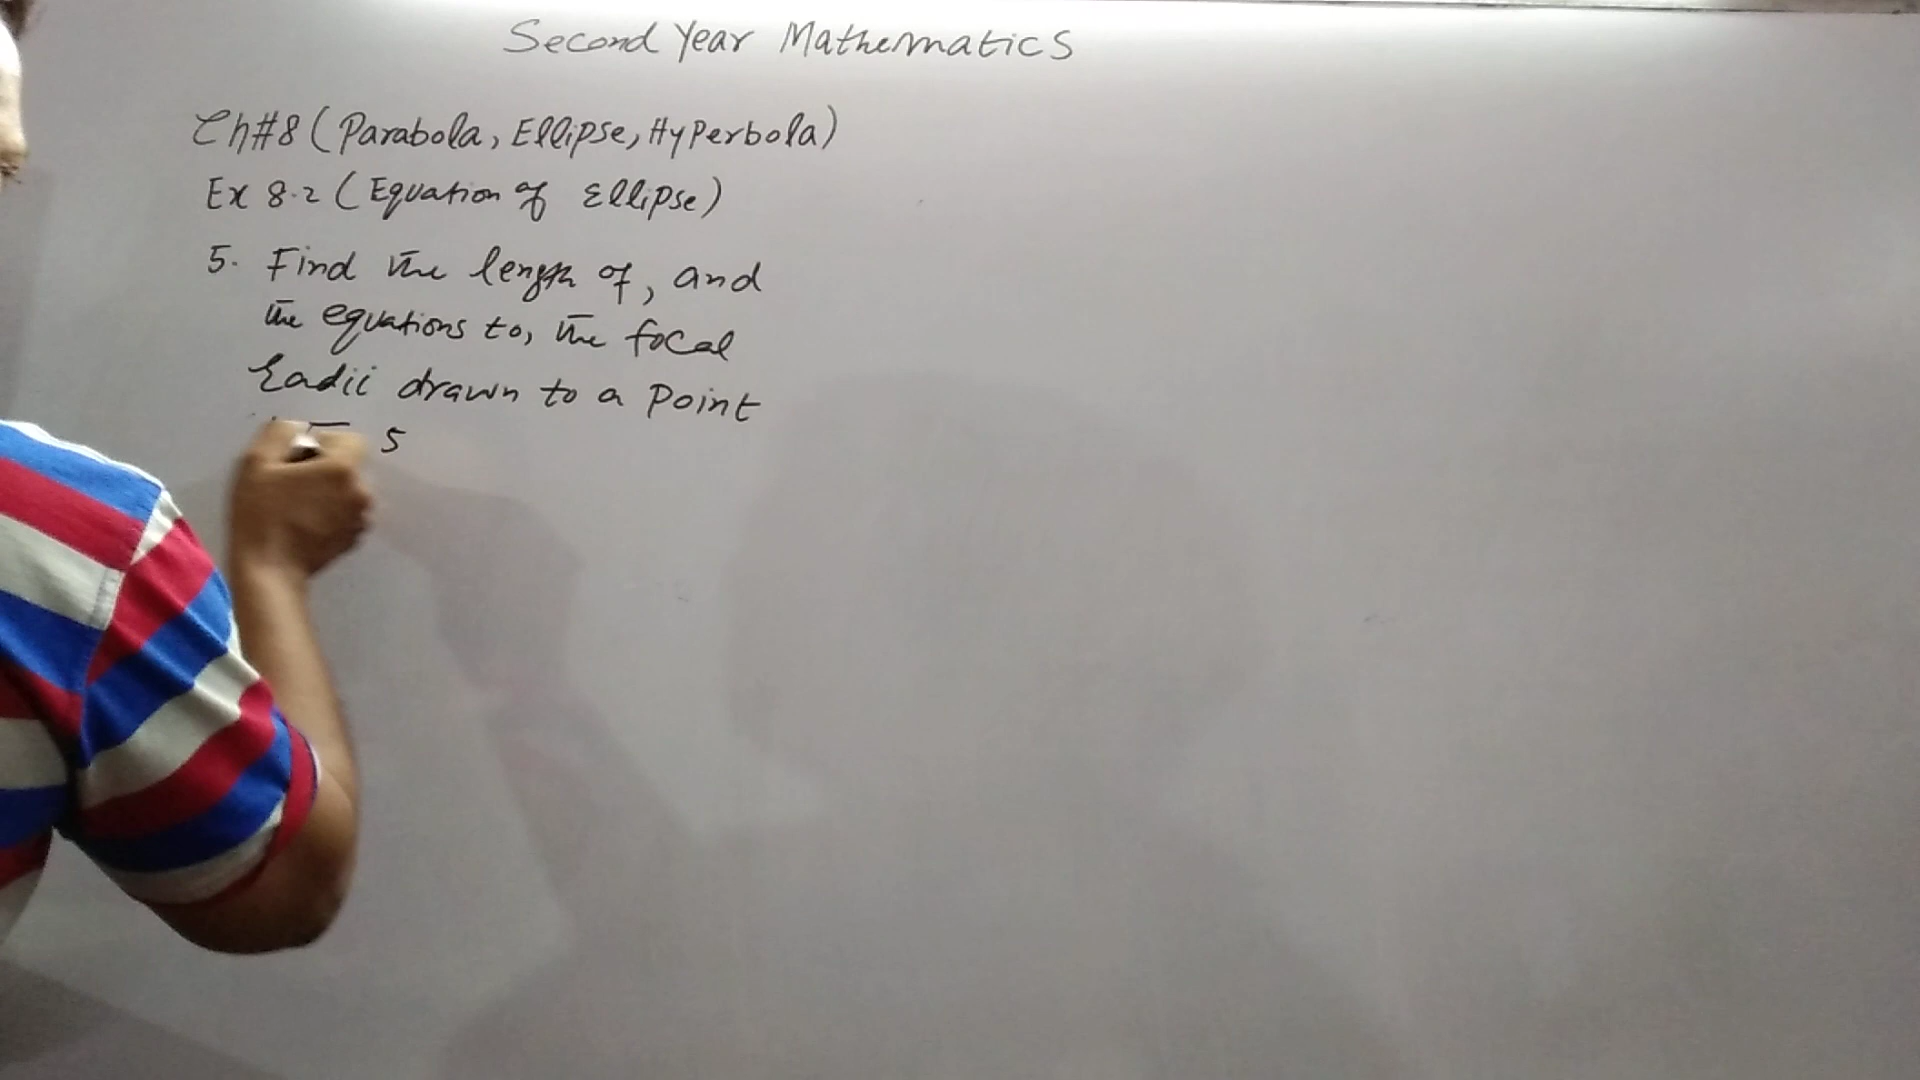 Second Year Mathematics
Ch#8 (Parabola, Ellipse, Hyperbola)
Ex 8.2 (Equation of Ellipse)
5. Find the length of, and
the equations to, the focal
radii drawn to a Point
5